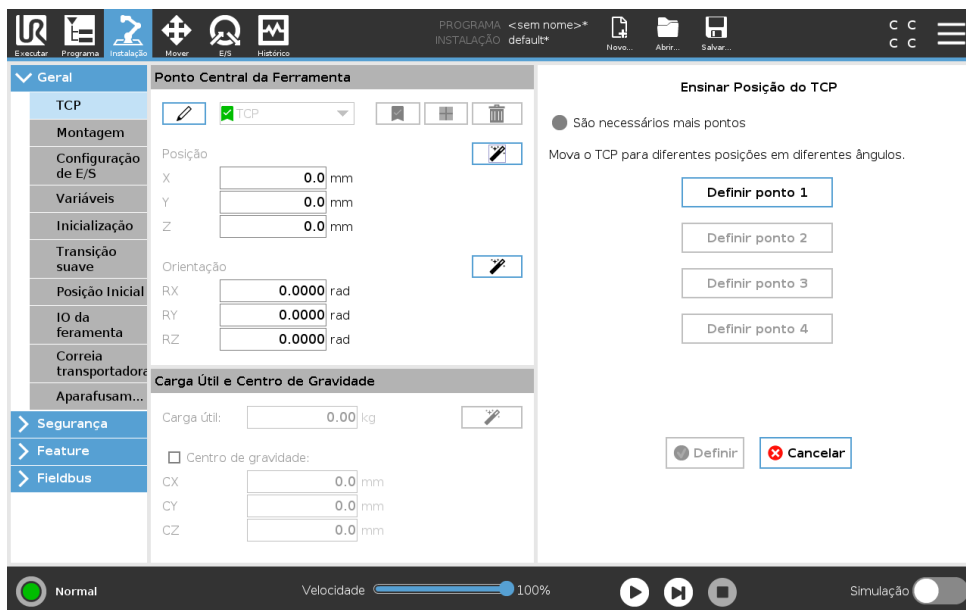 UR
Executar
Programa
Instalação
Mover
E/S
Histórico
PROGRAMA <sem nome>*
INSTALAÇÃO default*
Novo...
Abrir...
Salvar...
C C
C C
Geral
TCP
Montagem
Configuração
de E/S
Variáveis
Inicialização
Transição
suave
Posição Inicial
IO da
ferramenta
Correia
transportadora
Aparafusam...
Segurança
Feature
Fieldbus
Ponto Central da Ferramenta
TCP
Posição
X 0.0 mm
Y 0.0 mm
Z 0.0 mm
Orientação
RX 0.0000 rad
RY 0.0000 rad
RZ 0.0000 rad
Carga Útil e Centro de Gravidade
Carga útil: 0.00 kg
Centro de gravidade:
CX 0.0 mm
CY 0.0 mm
CZ 0.0 mm
Ensinar Posição do TCP
São necessários mais pontos
Mova o TCP para diferentes posições em diferentes ângulos.
Definir ponto 1
Definir ponto 2
Definir ponto 3
Definir ponto 4
Definir
Cancelar
Normal
Velocidade 100%
Simulação